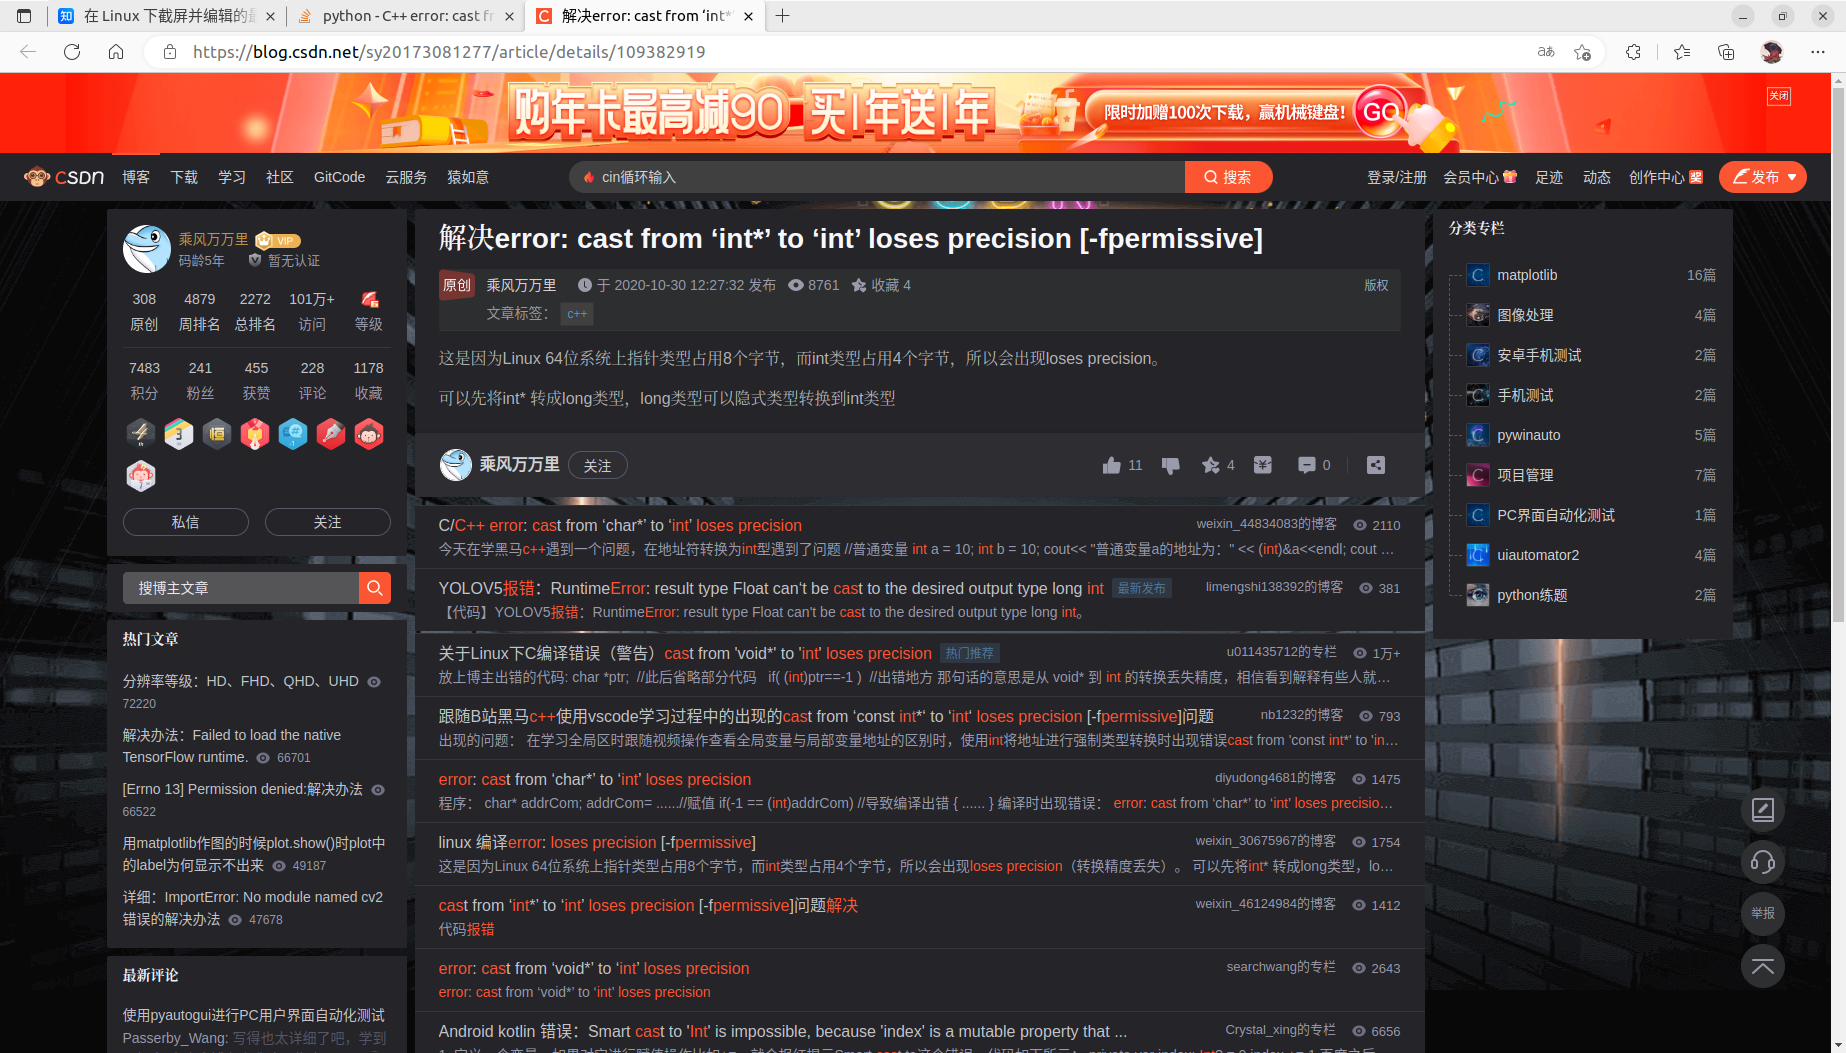 在 Linux 下截屏并编辑的
python - C++ error: cast fr
解决error: cast from ‘int*’
https://blog.csdn.net/sy20173081277/article/details/109382919
购年卡最高减90 买1年送1年
限时加赠100次下载，赢机械键盘!
GO
关闭
CSDN 博客 下载 学习 社区 GitCode 云服务 猿如意
cin循环输入
搜索
登录/注册 会员中心 足迹 动态 创作中心 奖 发布
乘风万万里 VIP
码龄5年 暂无认证
308 4879 2272 101万+
原创 周排名 总排名 访问 等级
7483 241 455 228 1178
积分 粉丝 获赞 评论 收藏
私信 关注
搜博主文章
热门文章
分辨率等级：HD、FHD、QHD、UHD
72220
解决办法：Failed to load the native
TensorFlow runtime. 66701
[Errno 13] Permission denied:解决办法
66522
用matplotlib作图的时候plot.show()时plot中
的label为何显示不出来 49187
详细：ImportError: No module named cv2
错误的解决办法 47678
最新评论
使用pyautogui进行PC用户界面自动化测试
Passerby_Wang: 写得也太详细了吧，学到
解决error: cast from ‘int*’ to ‘int’ loses precision [-fpermissive]
原创 乘风万万里 于 2020-10-30 12:27:32 发布 8761 收藏 4 版权
文章标签： c++
这是因为Linux 64位系统上指针类型占用8个字节，而int类型占用4个字节，所以会出现loses precision。
可以先将int* 转成long类型，long类型可以隐式类型转换到int类型
乘风万万里 关注 11 4 0
C/C++ error: cast from ‘char*’ to ‘int’ loses precision weixin_44834083的博客 2110
今天在学黑马c++遇到一个问题，在地址符转换为int型遇到了问题 //普通变量 int a = 10; int b = 10; cout<< "普通变量a的地址为：" << (int)&a<<endl; cout ...
YOLOV5报错：RuntimeError: result type Float can‘t be cast to the desired output type long int 最新发布 limengshi138392的博客 381
【代码】YOLOV5报错：RuntimeError: result type Float can't be cast to the desired output type long int。
关于Linux下C编译错误（警告）cast from 'void*' to 'int' loses precision 热门推荐 u011435712的专栏 1万+
放上博主出错的代码: char *ptr; //此后省略部分代码 if( (int)ptr==-1 ) //出错地方 那句话的意思是从 void* 到 int 的转换丢失精度，相信看到解释有些人就...
跟随B站黑马c++使用vscode学习过程中的出现的cast from ‘const int*‘ to ‘int‘ loses precision [-fpermissive]问题 nb1232的博客 793
出现的问题： 在学习全局区时跟随视频操作查看全局变量与局部变量地址的区别时，使用int将地址进行强制类型转换时出现错误cast from 'const int*' to 'in...
error: cast from ‘char*’ to ‘int’ loses precision diyudong4681的博客 1475
程序： char* addrCom; addrCom= ......//赋值 if(-1 == (int)addrCom) //导致编译出错 { ...... } 编译时出现错误： error: cast from ‘char*’ to ‘int’ loses precisio...
linux 编译error: loses precision [-fpermissive] weixin_30675967的博客 1754
这是因为Linux 64位系统上指针类型占用8个字节，而int类型占用4个字节，所以会出现loses precision（转换精度丢失）。 可以先将int* 转成long类型，lo...
cast from ‘int*’ to ‘int’ loses precision [-fpermissive]问题解决 weixin_46124984的博客 1412
代码报错
error: cast from ‘void*’ to ‘int’ loses precision searchwang的专栏 2643
error: cast from ‘void*’ to ‘int’ loses precision
Android kotlin 错误：Smart cast to 'Int' is impossible, because 'index' is a mutable property that ... Crystal_xing的专栏 6656
分类专栏
matplotlib 16篇
图像处理 4篇
安卓手机测试 2篇
手机测试 2篇
pywinauto 5篇
项目管理 7篇
PC界面自动化测试 1篇
uiautomator2 4篇
python练题 2篇
举报